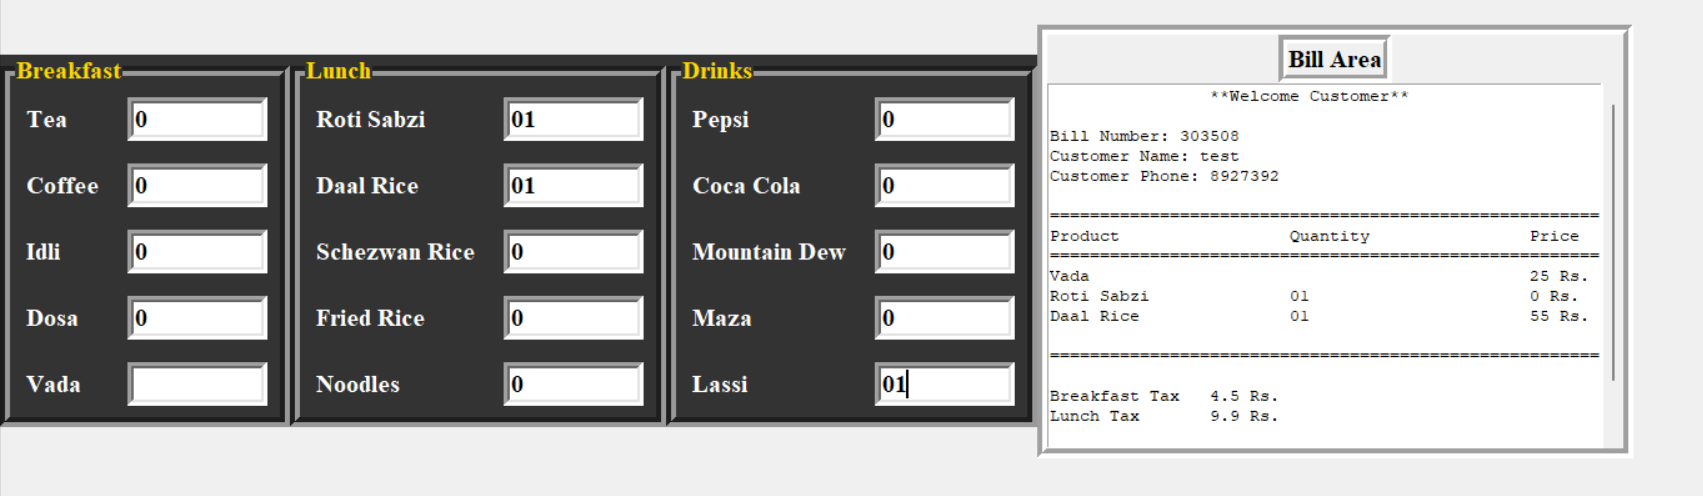 Breakfast
Tea 0
Coffee 0
Idli 0
Dosa 0
Vada
Lunch
Roti Sabzi 01
Daal Rice 01
Schezwan Rice 0
Fried Rice 0
Noodles 0
Drinks
Pepsi 0
Coca Cola 0
Mountain Dew 0
Maza 0
Lassi 01
Bill Area
**Welcome Customer**
Bill Number: 303508
Customer Name: test
Customer Phone: 8927392
=======================================================
Product Quantity Price
=======================================================
Vada 25 Rs.
Roti Sabzi 01 0 Rs.
Daal Rice 01 55 Rs.
=======================================================
Breakfast Tax 4.5 Rs.
Lunch Tax 9.9 Rs.